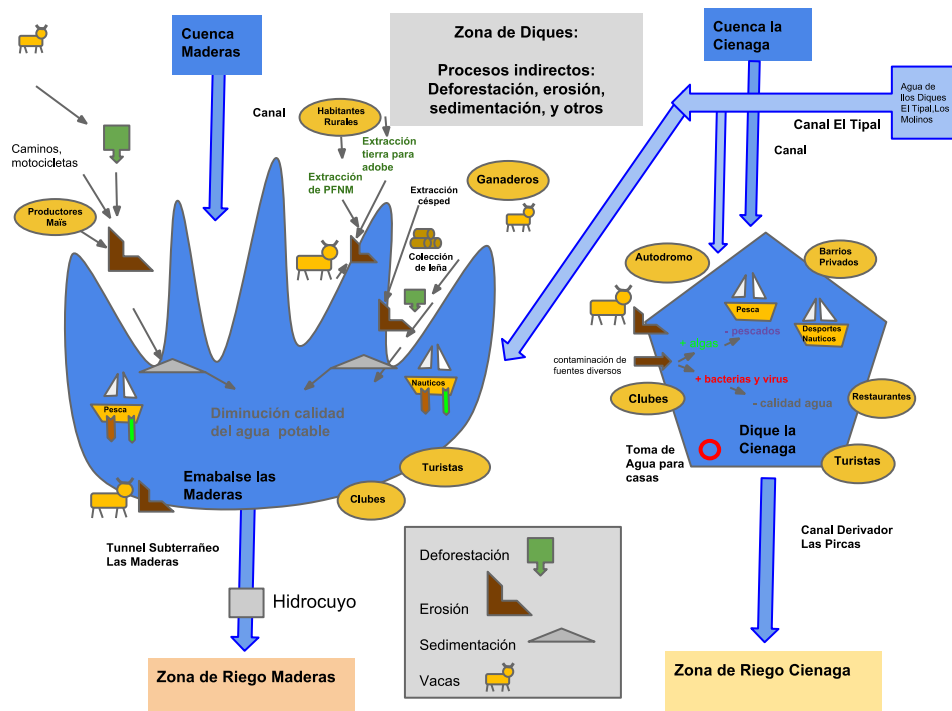 Cuenca
Maderas
Zona de Diques:
Procesos indirectos:
Deforestación, erosión,
sedimentación, y otros
Cuenca la
Cienaga
Agua de
llos Diques
El Tipal,Los
Molinos
Canal El Tipal
Canal
Canal
Habitantes
Rurales
Extracción
tierra para
adobe
Extracción
de PFNM
Caminos,
motocicletas
Productores
Maïs
Ganaderos
Extracción
césped
Colección
de leña
Autodromo
Barrios
Privados
Pesca
Desportes
Nauticos
- pescados
+ algas
contaminación de
fuentes diversos
+ bacterías y virus
- calidad agua
Clubes
Restaurantes
Dique la
Cienaga
Toma de
Agua para
casas
Turistas
Pesca
Nauticos
Diminución calidad
del agua  potable
Emabalse las
Maderas
Turistas
Clubes
Tunnel Subterrañeo
Las Maderas
Hidrocuyo
Canal Derivador
Las Pircas
Deforestación
Erosión
Sedimentación
Vacas
Zona de Riego Maderas
Zona de Riego Cienaga